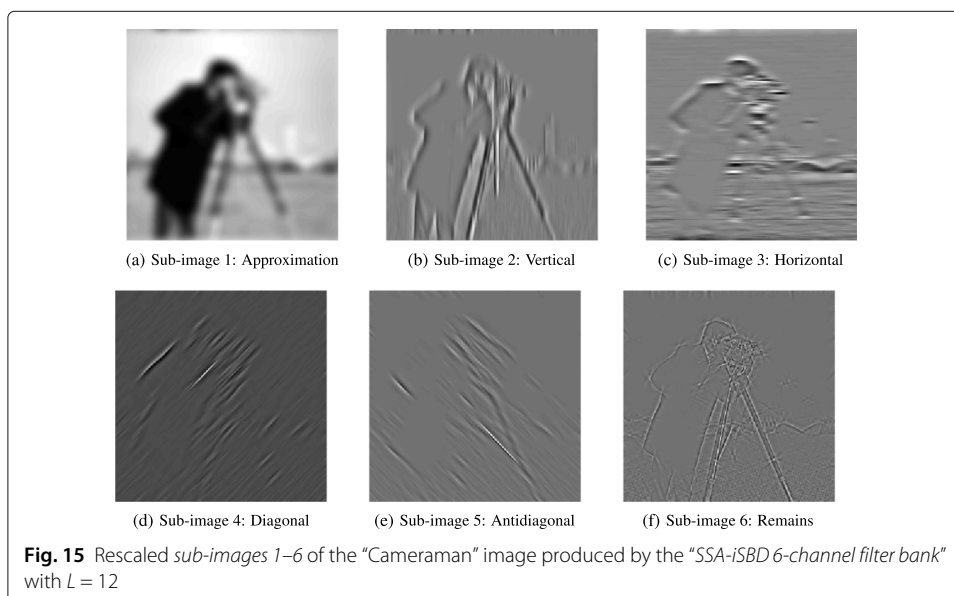 (a) Sub-image 1: Approximation
(b) Sub-image 2: Vertical
(c) Sub-image 3: Horizontal
(d) Sub-image 4: Diagonal
(e) Sub-image 5: Antidiagonal
(f) Sub-image 6: Remains
Fig. 15 Rescaled sub-images 1–6 of the “Cameraman” image produced by the “SSA-iSBD 6-channel filter bank”
with L = 12